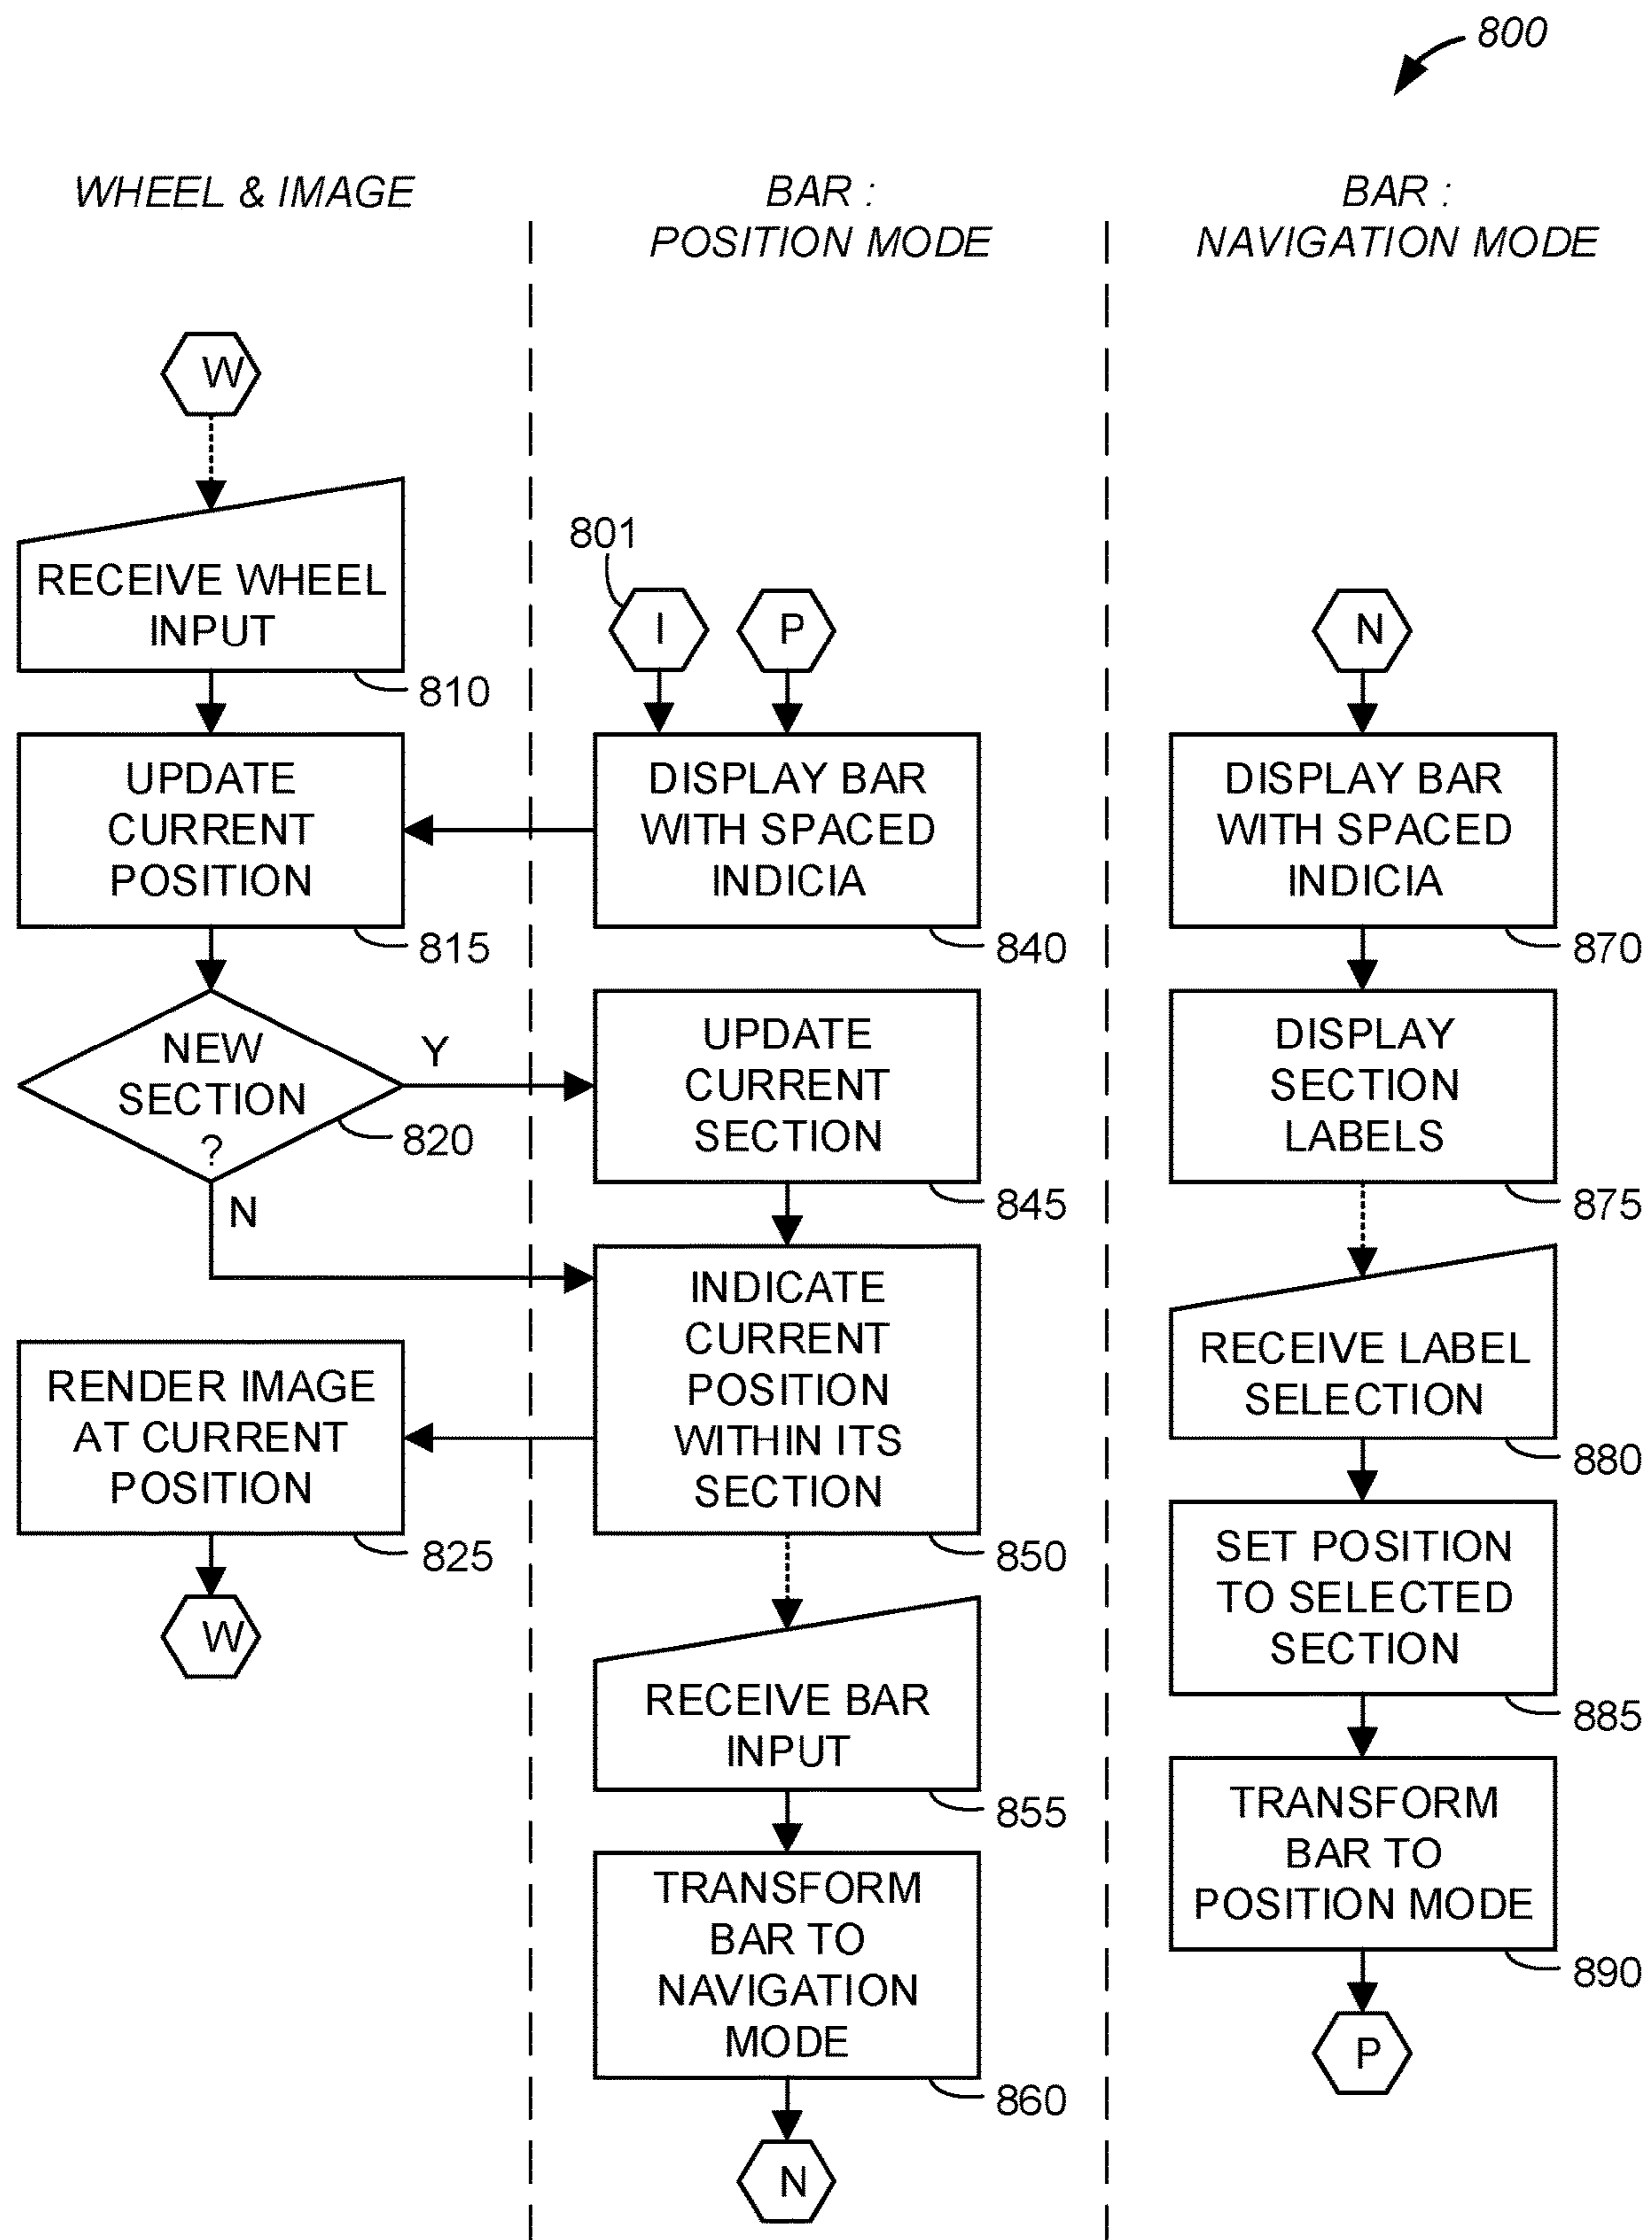 800
WHEEL & IMAGE
BAR :
POSITION MODE
BAR :
NAVIGATION MODE
W
RECEIVE WHEEL
INPUT
810
UPDATE
CURRENT
POSITION
815
NEW
SECTION
?
820
Y
N
RENDER IMAGE
AT CURRENT
POSITION
825
W
801
I
P
DISPLAY BAR
WITH SPACED
INDICIA
840
UPDATE
CURRENT
SECTION
845
INDICATE
CURRENT
POSITION
WITHIN ITS
SECTION
850
RECEIVE BAR
INPUT
855
TRANSFORM
BAR TO
NAVIGATION
MODE
860
N
N
DISPLAY BAR
WITH SPACED
INDICIA
870
DISPLAY
SECTION
LABELS
875
RECEIVE LABEL
SELECTION
880
SET POSITION
TO SELECTED
SECTION
885
TRANSFORM
BAR TO
POSITION MODE
890
P